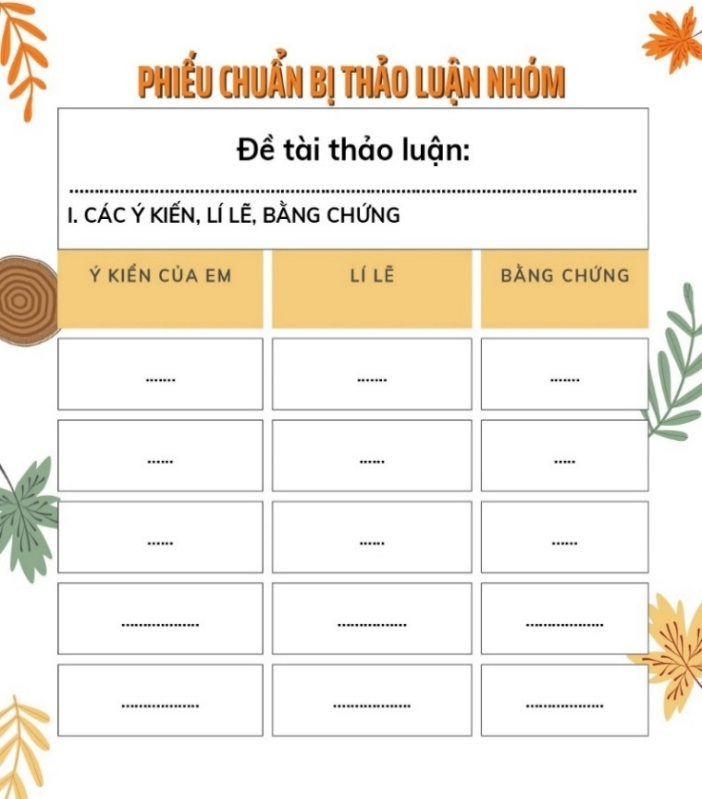 PHIẾU CHUẨN BỊ THẢO LUẬN NHÓM
Đề tài thảo luận:
................................................................................................
I. CÁC Ý KIẾN, LÍ LẼ, BẰNG CHỨNG
Ý KIẾN CỦA EM LÍ LẼ BẰNG CHỨNG
....... ....... .......
...... ...... .....
...... ...... ......
.................. ................ ..................
.................. .................. ..................